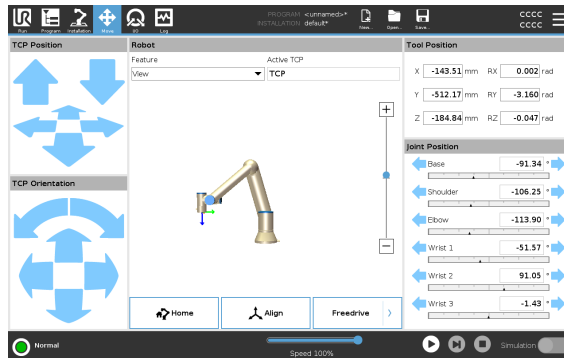 UR
PROGRAM <unnamed>*
INSTALLATION default*
CCCC
CCCC
Run Program Installation Move I/O Log
New... Open... Save...
TCP Position
Robot
Tool Position
Feature
Active TCP
View
TCP
X -143.51 mm RX 0.002 rad
Y -512.17 mm RY -3.160 rad
Z -184.84 mm RZ -0.047 rad
Joint Position
Base -91.34 °
Shoulder -106.25 °
Elbow -113.90 °
Wrist 1 -51.57 °
Wrist 2 91.05 °
Wrist 3 -1.43 °
TCP Orientation
Home
Align
Freedrive
Normal
Speed 100%
Simulation